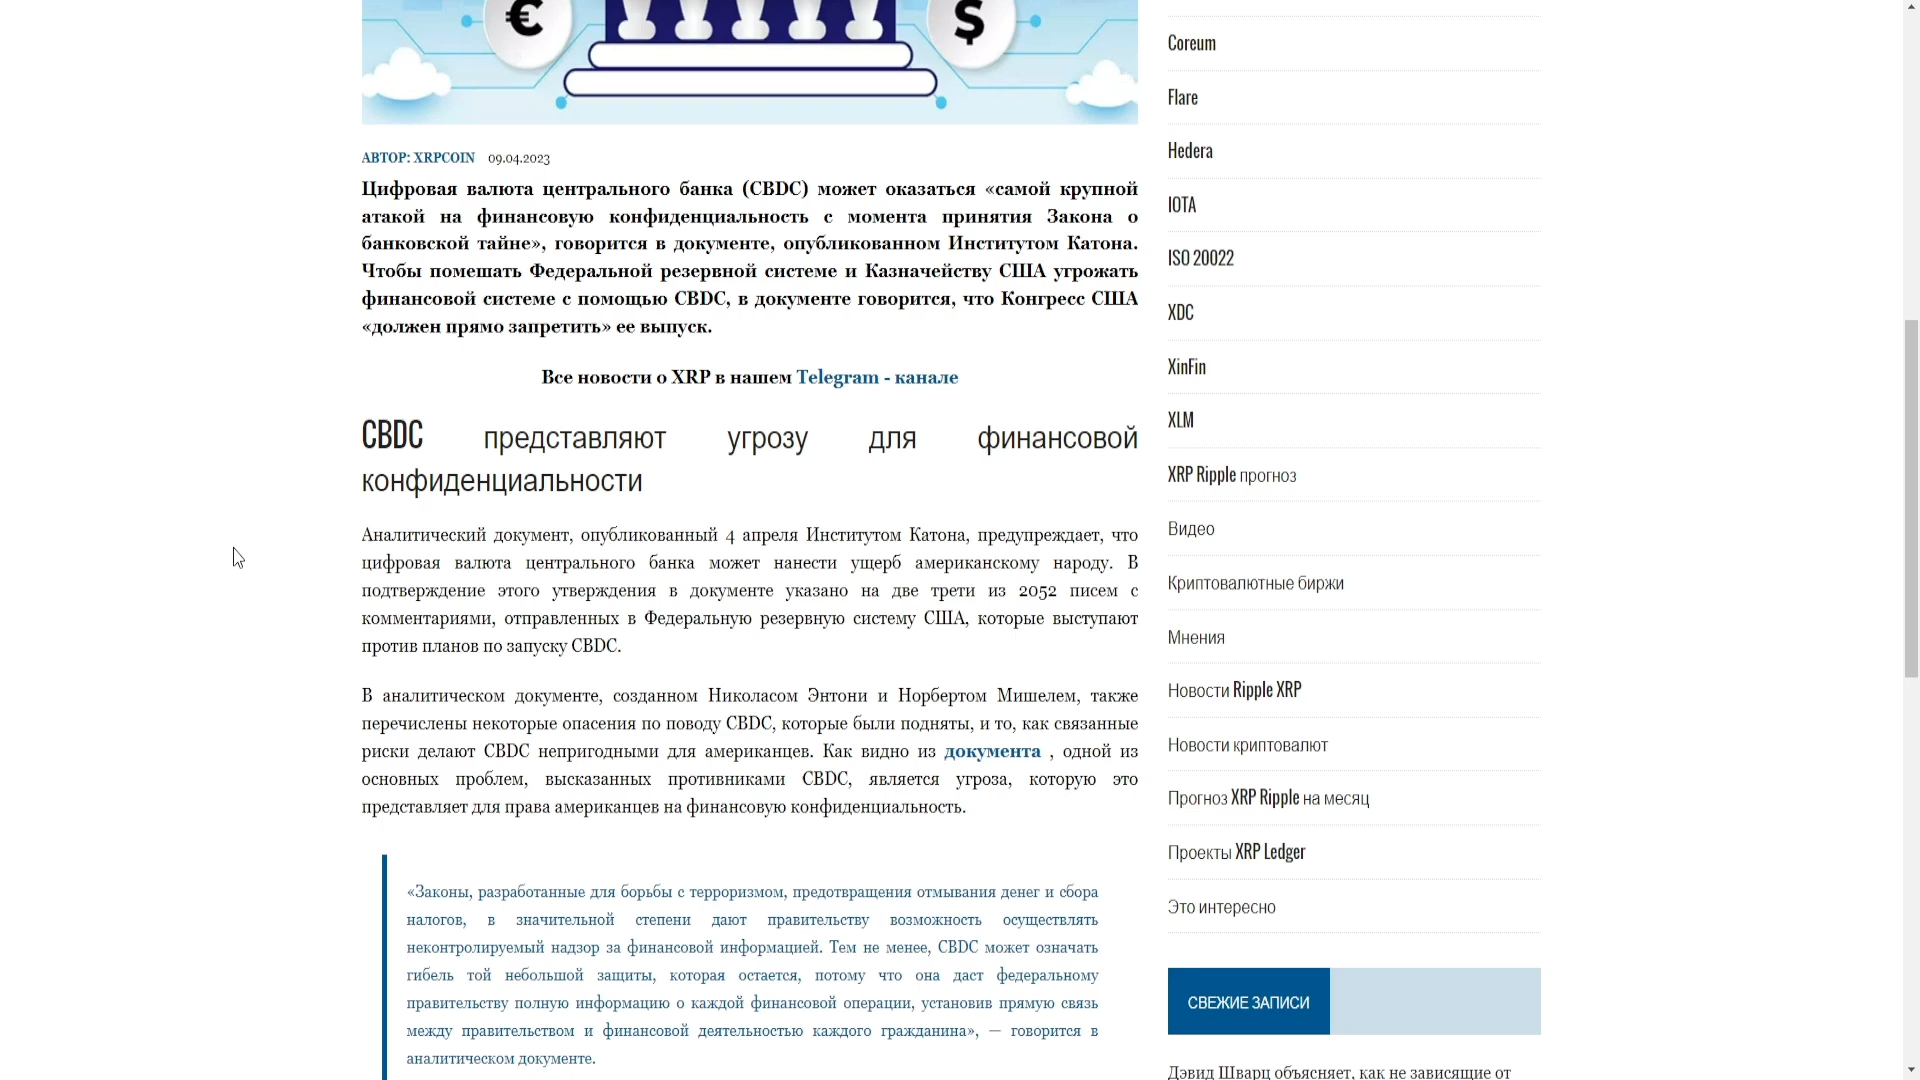 €
$
АВТОР: XRPCOIN 09.04.2023
Цифровая валюта центрального банка (CBDC) может оказаться «самой крупной
атакой на финансовую конфиденциальность с момента принятия Закона о
банковской тайне», говорится в документе, опубликованном Институтом Катона.
Чтобы помешать Федеральной резервной системе и Казначейству США угрожать
финансовой системе с помощью CBDC, в документе говорится, что Конгресс США
«должен прямо запретить» ее выпуск.
Все новости о XRP в нашем Telegram - канале
CBDC представляют угрозу для финансовой
конфиденциальности
Аналитический документ, опубликованный 4 апреля Институтом Катона, предупреждает, что
цифровая валюта центрального банка может нанести ущерб американскому народу. В
подтверждение этого утверждения в документе указано на две трети из 2052 писем с
комментариями, отправленных в Федеральную резервную систему США, которые выступают
против планов по запуску CBDC.
В аналитическом документе, созданном Николасом Энтони и Норбертом Мишелем, также
перечислены некоторые опасения по поводу CBDC, которые были подняты, и то, как связанные
риски делают CBDC непригодными для американцев. Как видно из документа , одной из
основных проблем, высказанных противниками CBDC, является угроза, которую это
представляет для права американцев на финансовую конфиденциальность.
«Законы, разработанные для борьбы с терроризмом, предотвращения отмывания денег и сбора
налогов, в значительной степени дают правительству возможность осуществлять
неконтролируемый надзор за финансовой информацией. Тем не менее, CBDC может означать
гибель той небольшой защиты, которая остается, потому что она даст федеральному
правительству полную информацию о каждой финансовой операции, установив прямую связь
между правительством и финансовой деятельностью каждого гражданина», — говорится в
аналитическом документе.
Coreum
Flare
Hedera
IOTA
ISO 20022
XDC
XinFin
XLM
XRP Ripple прогноз
Видео
Криптовалютные биржи
Мнения
Новости Ripple XRP
Новости криптовалют
Прогноз XRP Ripple на месяц
Проекты XRP Ledger
Это интересно
СВЕЖИЕ ЗАПИСИ
Дэвид Шварц объясняет, как не зависящие от